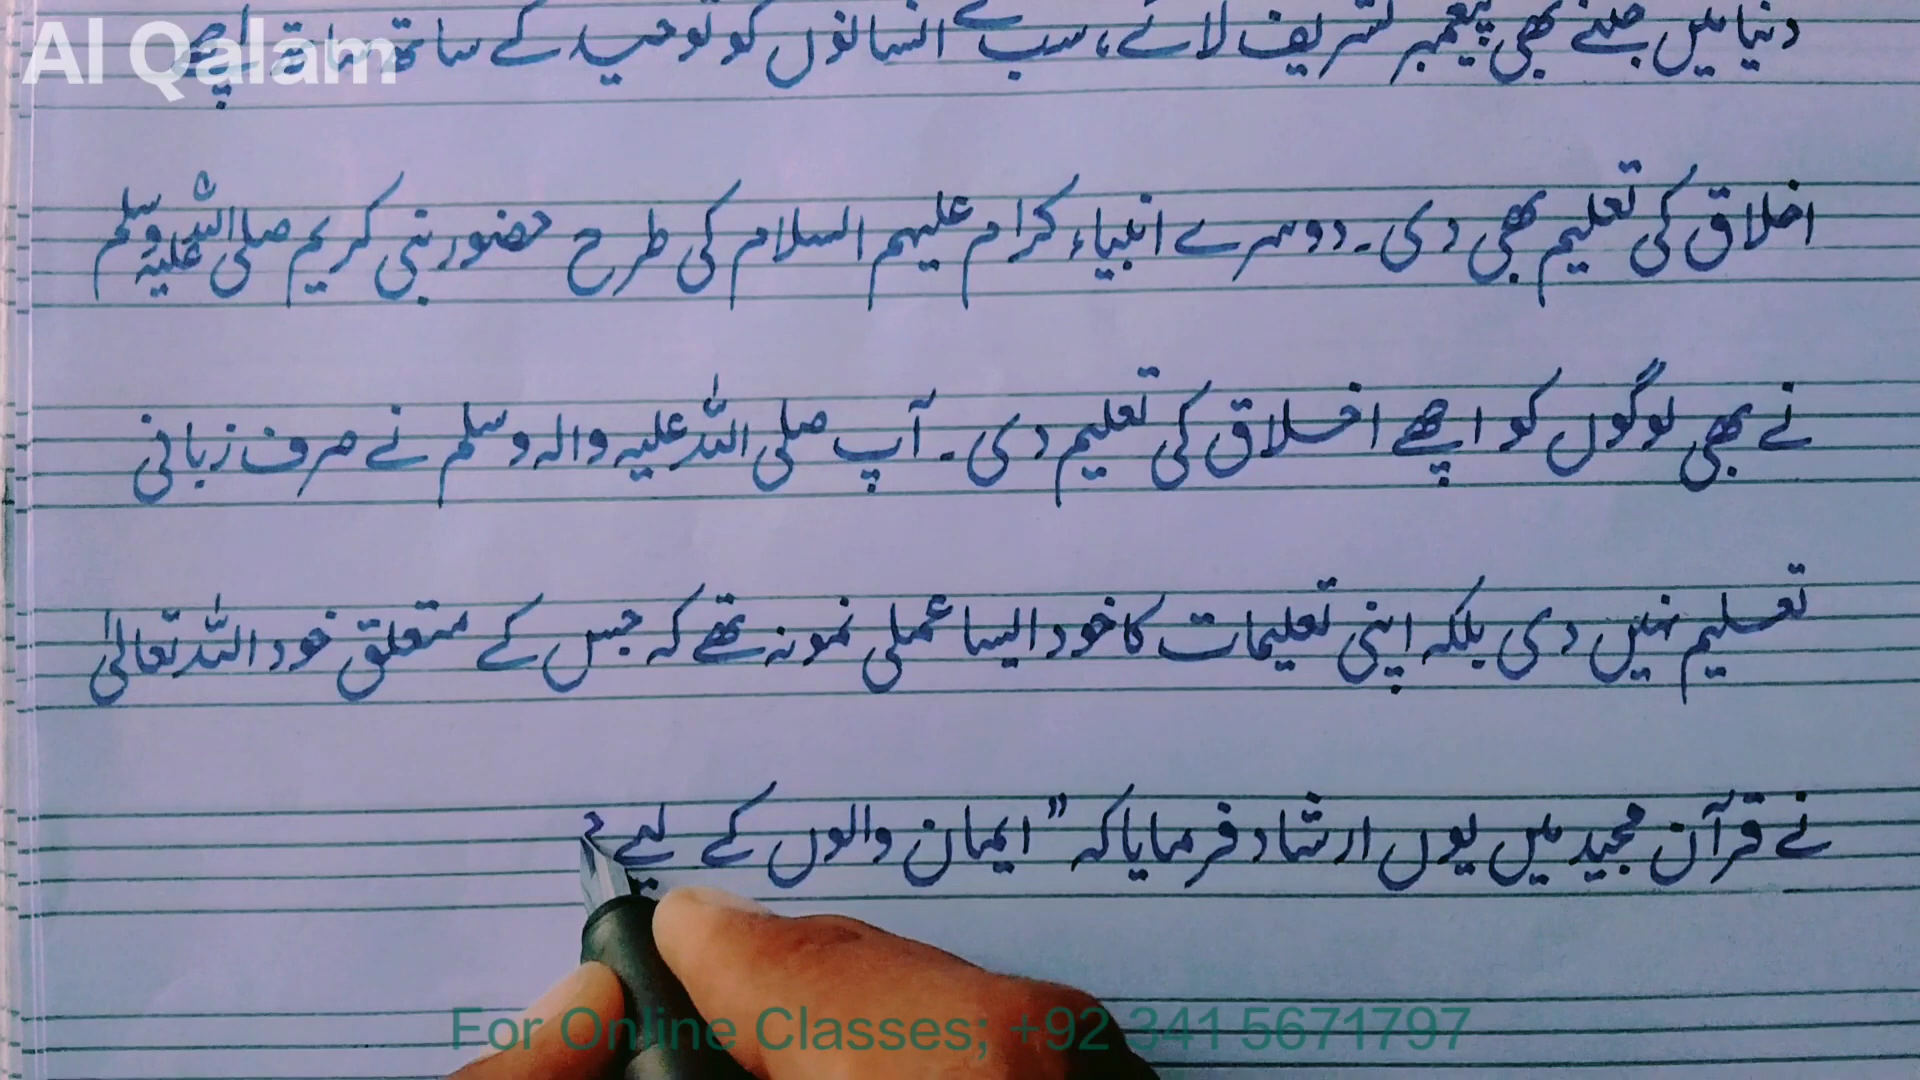 Al Qalam
دنیا میں جتنے بھی پیغمبر تشریف لائے، سب نے انسانوں کو توحید کے ساتھ ساتھ اچھے
اخلاق کی تعلیم بھی دی۔ دوسرے انبیاء کرام علیہم السلام کی طرح حضور نبی کریم صلی اللہ علیہ وسلم
نے بھی لوگوں کو اچھے اخلاق کی تعلیم دی۔ آپ صلی اللہ علیہ والہ وسلم نے صرف زبانی
تعلیم نہیں دی بلکہ اپنی تعلیمات کا خود ایسا عملی نمونہ تھے کہ جس کے متعلق خود اللہ تعالیٰ
نے قرآن مجید میں یوں ارشاد فرمایا کہ ”ایمان والوں کے لیے
For Online Classes; +92 341 5671797